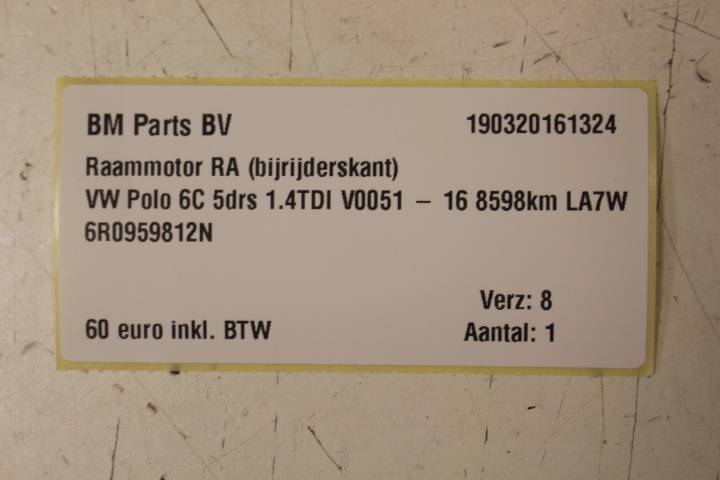 BM Parts BV 190320161324
Raammotor RA (bijrijderskant)
VW Polo 6C 5drs 1.4TDI V0051 – 16 8598km LA7W
6R0959812N
Verz: 8
60 euro inkl. BTW Aantal: 1